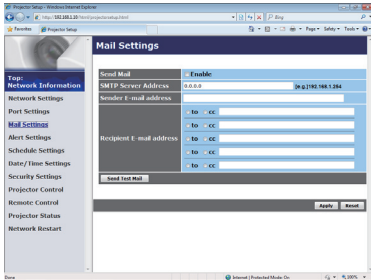 Projector Setup - Windows Internet Explorer
http://192.168.1.10/html/projectorsetup.html
Bing
Favorites
Projector Setup
Page
Safety
Tools
Mail Settings
Top:
Network Information
Network Settings
Port Settings
Mail Settings
Alert Settings
Schedule Settings
Date/Time Settings
Security Settings
Projector Control
Remote Control
Projector Status
Network Restart
Send Mail
Enable
SMTP Server Address
0.0.0.0
[e.g.]192.168.1.254
Sender E-mail address
Recipient E-mail address
to cc
to cc
to cc
to cc
to cc
Send Test Mail
Apply
Reset
Done
Internet | Protected Mode: On
100%